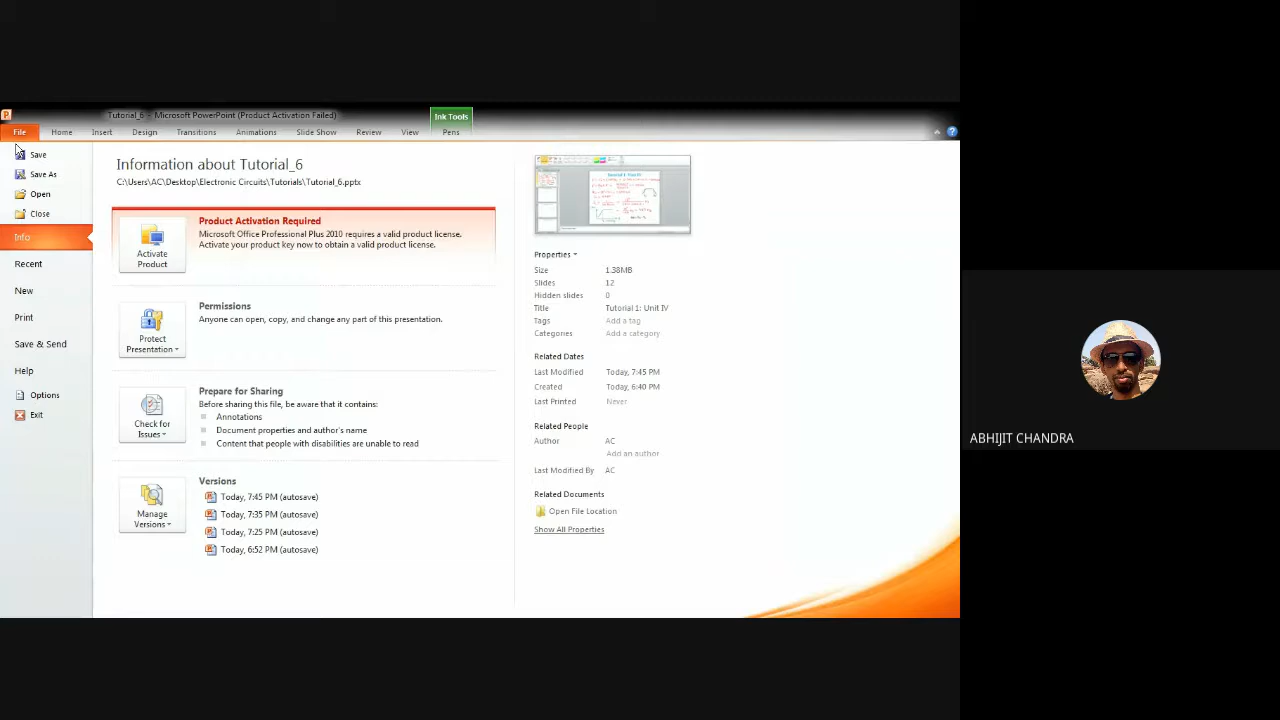 Tutorial_6 - Microsoft PowerPoint (Product Activation Failed)
Ink Tools
File Home Insert Design Transitions Animations Slide Show Review View Pens
Save
Save As
Open
Close
Info
Recent
New
Print
Save & Send
Help
Options
Exit
Information about Tutorial_6
C:\Users\AC\Desktop\Electronic Circuits\Tutorials\Tutorial_6.pptx
Activate
Product
Product Activation Required
Microsoft Office Professional Plus 2010 requires a valid product license.
Activate your product key now to obtain a valid product license.
Protect
Presentation
Permissions
Anyone can open, copy, and change any part of this presentation.
Check for
Issues
Prepare for Sharing
Before sharing this file, be aware that it contains:
Annotations
Document properties and author's name
Content that people with disabilities are unable to read
Manage
Versions
Versions
Today, 7:45 PM (autosave)
Today, 7:35 PM (autosave)
Today, 7:25 PM (autosave)
Today, 6:52 PM (autosave)
Properties
Size 1.38MB
Slides 12
Hidden slides 0
Title Tutorial 1: Unit IV
Tags Add a tag
Categories Add a category
Related Dates
Last Modified Today, 7:45 PM
Created Today, 6:40 PM
Last Printed Never
Related People
Author AC
Add an author
Last Modified By AC
Related Documents
Open File Location
Show All Properties
ABHIJIT CHANDRA